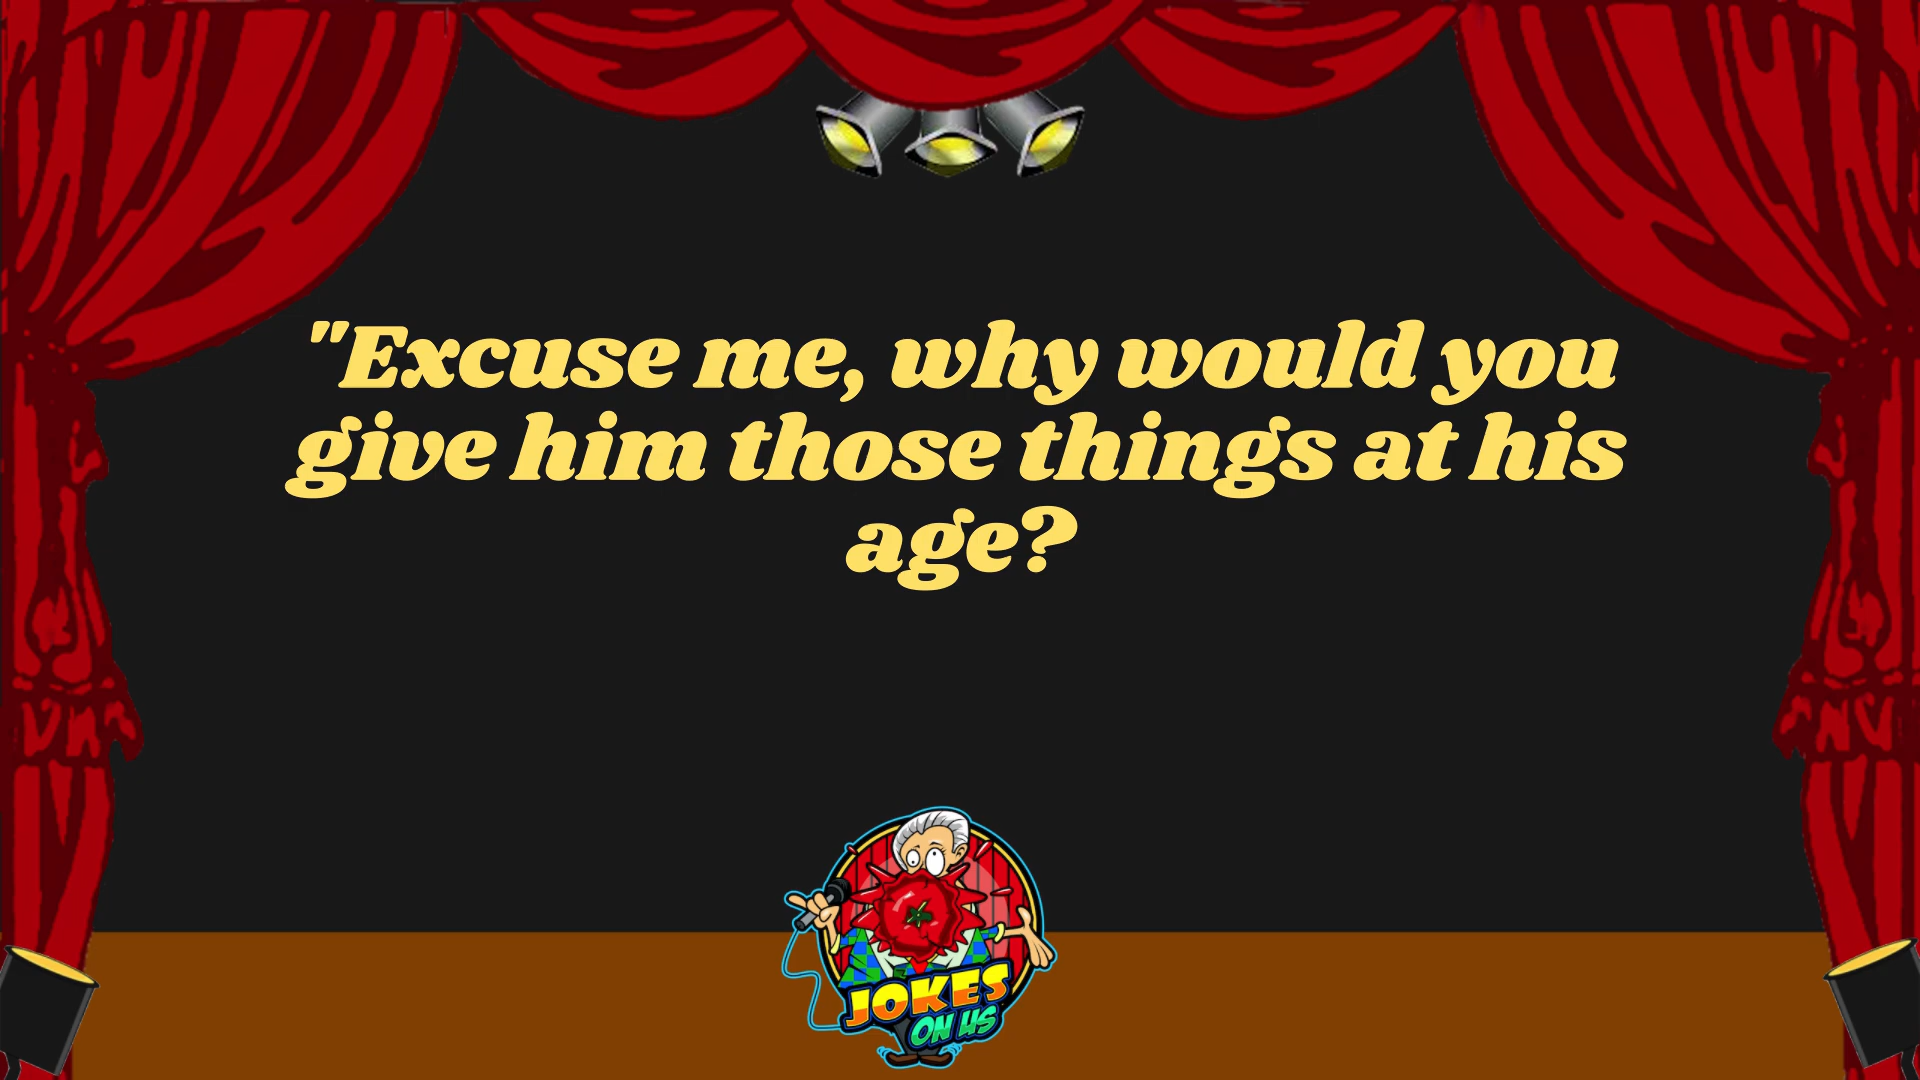 "Excuse me, why would you
give him those things at his
age?
JOKES
ON US